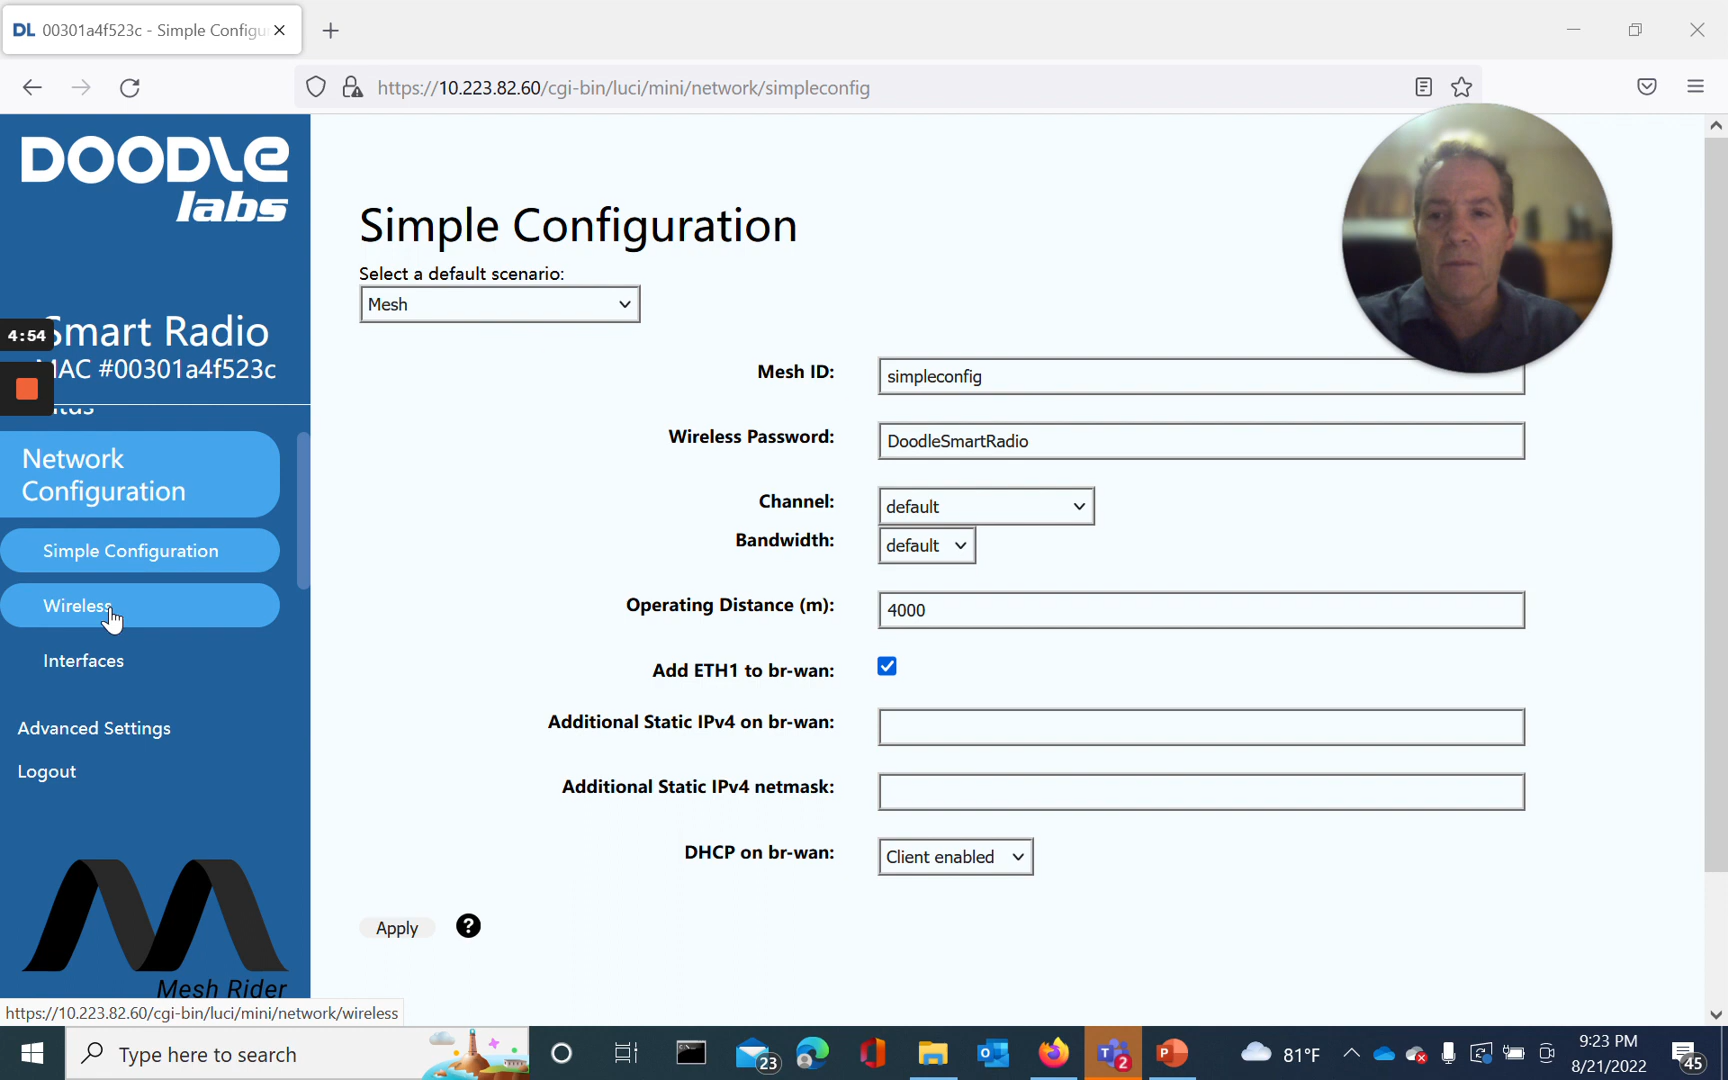 DL 00301a4f523c - Simple Configu
https://10.223.82.60/cgi-bin/luci/mini/network/simpleconfig
DOODLE
labs
Smart Radio
MAC #00301a4f523c
4:54
Network
Configuration
Simple Configuration
Wireless
Interfaces
Advanced Settings
Logout
Mesh Rider
Simple Configuration
Select a default scenario:
Mesh
Mesh ID:
simpleconfig
Wireless Password:
DoodleSmartRadio
Channel:
default
Bandwidth:
default
Operating Distance (m):
4000
Add ETH1 to br-wan:
Additional Static IPv4 on br-wan:
Additional Static IPv4 netmask:
DHCP on br-wan:
Client enabled
Apply
?
https://10.223.82.60/cgi-bin/luci/mini/network/wireless
Type here to search
23
2
81°F
9:23 PM
8/21/2022
45